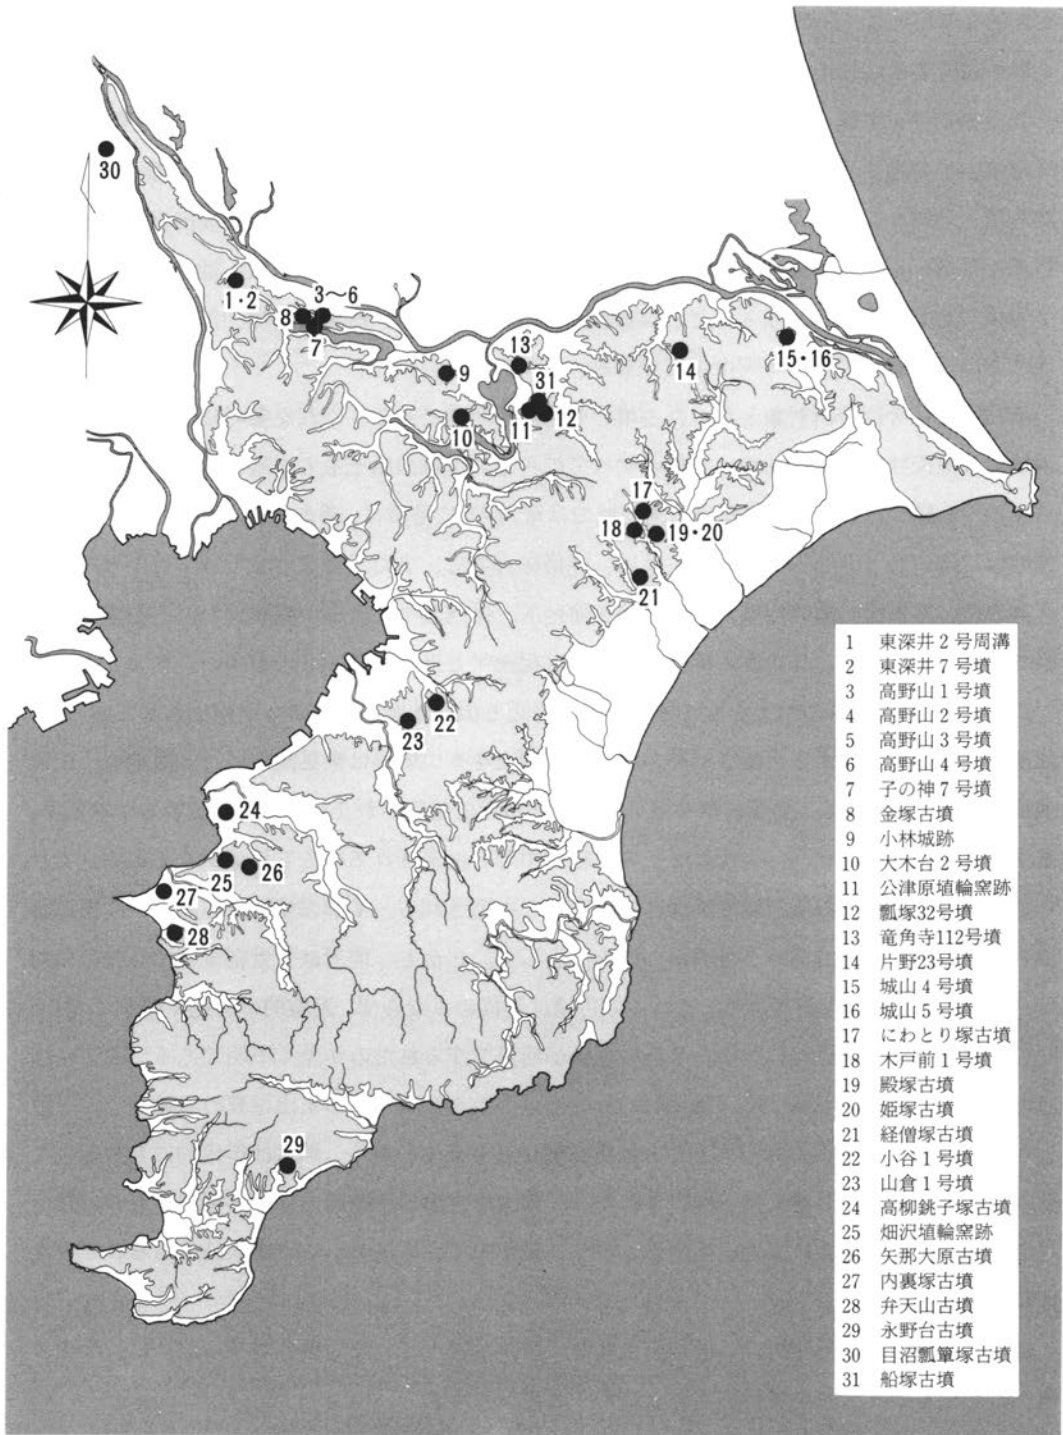 30
1・2
3～6
8
7
9
13
31
10
11
12
14
15・16
17
18
19・20
21
22
23
24
25
26
27
28
29
1 東深井2号周溝
2 東深井7号墳
3 高野山1号墳
4 高野山2号墳
5 高野山3号墳
6 高野山4号墳
7 子の神7号墳
8 金塚古墳
9 小林城跡
10 大木台2号墳
11 公津原埴輪窯跡
12 瓢塚32号墳
13 竜角寺112号墳
14 片野23号墳
15 城山4号墳
16 城山5号墳
17 にわとり塚古墳
18 木戸前1号墳
19 殿塚古墳
20 姫塚古墳
21 経僧塚古墳
22 小谷1号墳
23 山倉1号墳
24 高柳銚子塚古墳
25 畑沢埴輪窯跡
26 矢那大原古墳
27 内裏塚古墳
28 弁天山古墳
29 永野台古墳
30 目沼瓢簞塚古墳
31 船塚古墳